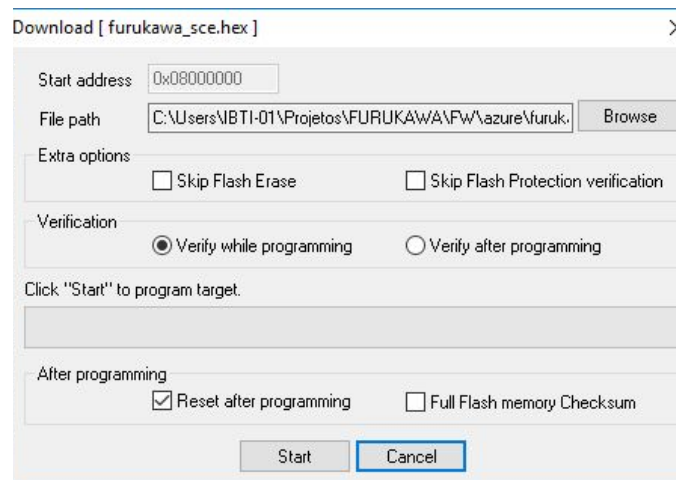 Download [ furukawa_sce.hex ]
Start address 0x08000000
File path C:\Users\IBTI-01\Projetos\FURUKAWA\FW\azure\furuk. Browse
Extra options
Skip Flash Erase Skip Flash Protection verification
Verification
Verify while programming Verify after programming
Click "Start" to program target.
After programming
Reset after programming Full Flash memory Checksum
Start Cancel